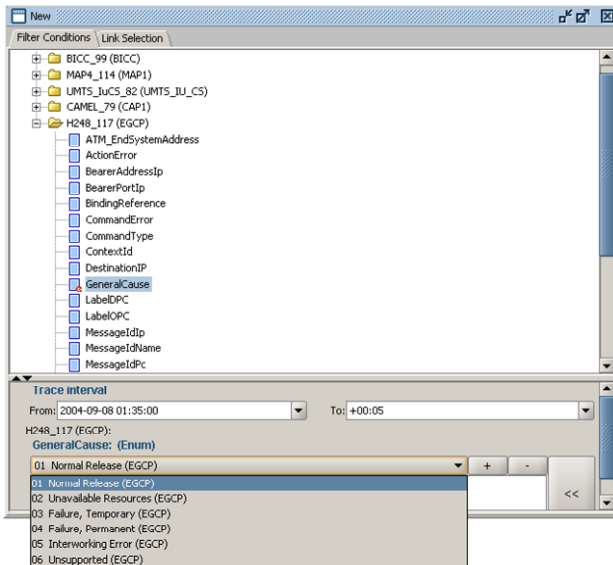 New
Filter Conditions Link Selection
BICC_99 (BICC)
MAP4_114 (MAP1)
UMTS_IuCS_82 (UMTS_IU_CS)
CAMEL_79 (CAP1)
H248_117 (EGCP)
ATM_EndSystemAddress
ActionError
BearerAddressIp
BearerPortIp
BindingReference
CommandError
CommandType
ContextId
DestinationIP
GeneralCause
LabelDPC
LabelOPC
MessageIdIp
MessageIdName
MessageIdPc
Trace interval
From: 2004-09-08 01:35:00 To: +00:05
H248_117 (EGCP):
GeneralCause: (Enum)
01 Normal Release (EGCP) + -
01 Normal Release (EGCP)
02 Unavailable Resources (EGCP) <<
03 Failure, Temporary (EGCP)
04 Failure, Permanent (EGCP)
05 Interworking Error (EGCP)
06 Unsupported (EGCP)